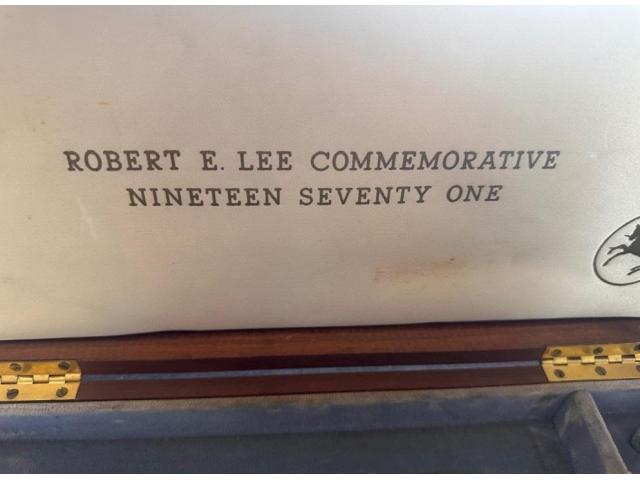 ROBERT E. LEE COMMEMORATIVE
NINETEEN SEVENTY ONE